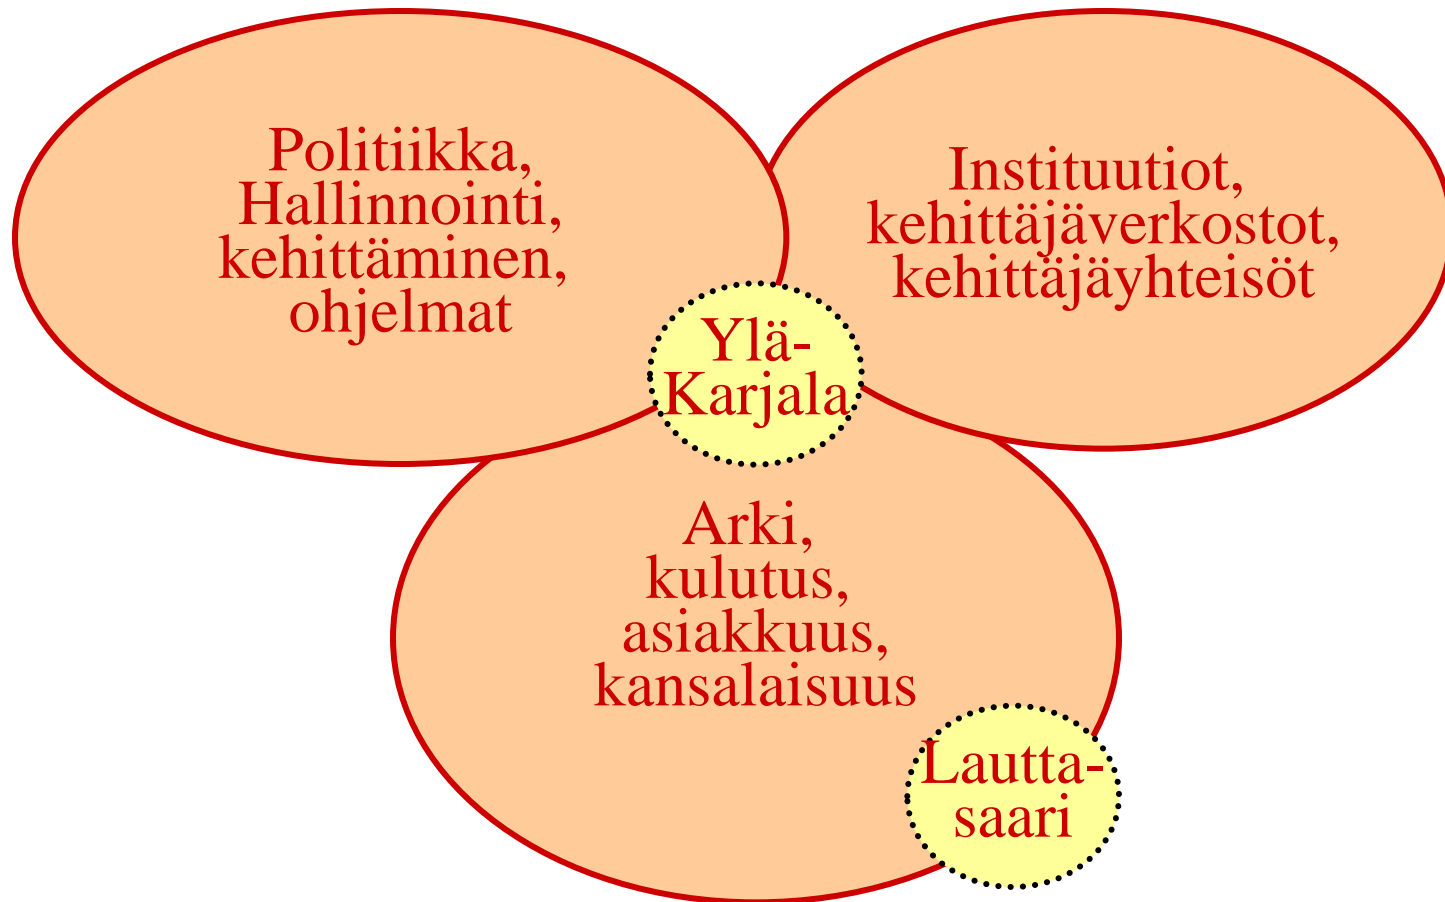 Politiikka,
Hallinnointi,
kehittäminen,
ohjelmat
Instituutiot,
kehittäjäverkostot,
kehittäjäyhteisöt
Ylä-
Karjala
Arki,
kulutus,
asiakkuus,
kansalaisuus
Lautta-
saari